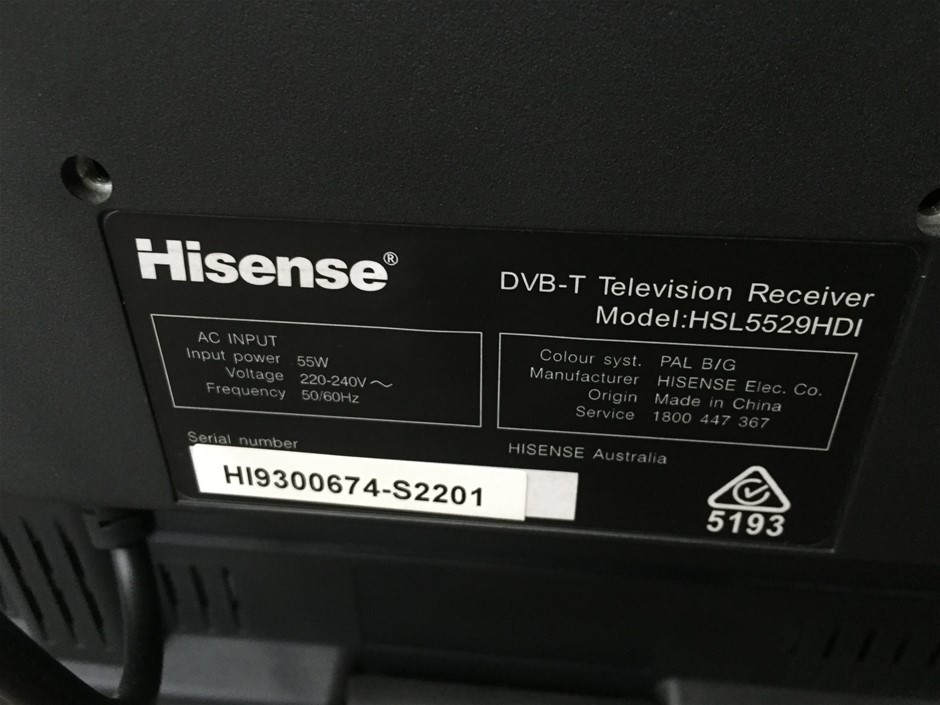 Hisense®
DVB-T Television Receiver
Model:HSL5529HDI
AC INPUT
Input power 55W
Voltage 220-240V~
Frequency 50/60Hz
Colour syst. PAL B/G
Manufacturer HISENSE Elec. Co.
Origin Made in China
Service 1800 447 367
Serial number
HI9300674-S2201
HISENSE Australia
5193